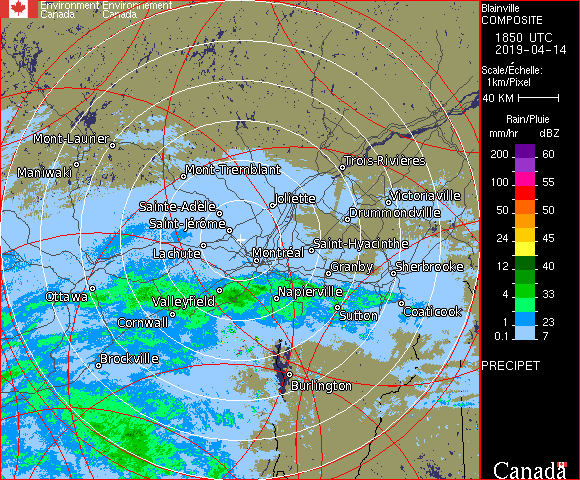 Environment Environnement
Canada Canada
Blainville
COMPOSITE
1850 UTC
2019-04-14
Scale/Échelle:
1km/Pixel
40 KM
Rain/Pluie
mm/hr dBZ
200 60
100 55
50 50
24 45
12 40
4 33
1 23
0.1 7
PRECIPET
Mont-Laurier
Maniwaki
Mont-Tremblant
Trois-Rivières
Sainte-Adèle
Joliette
Victoriaville
Saint-Jérôme
Drummondville
Lachute
Montréal
Saint-Hyacinthe
Granby
Sherbrooke
Ottawa
Valleyfield
Napierville
Cornwall
Sutton
Coaticook
Brockville
Burlington
Canada